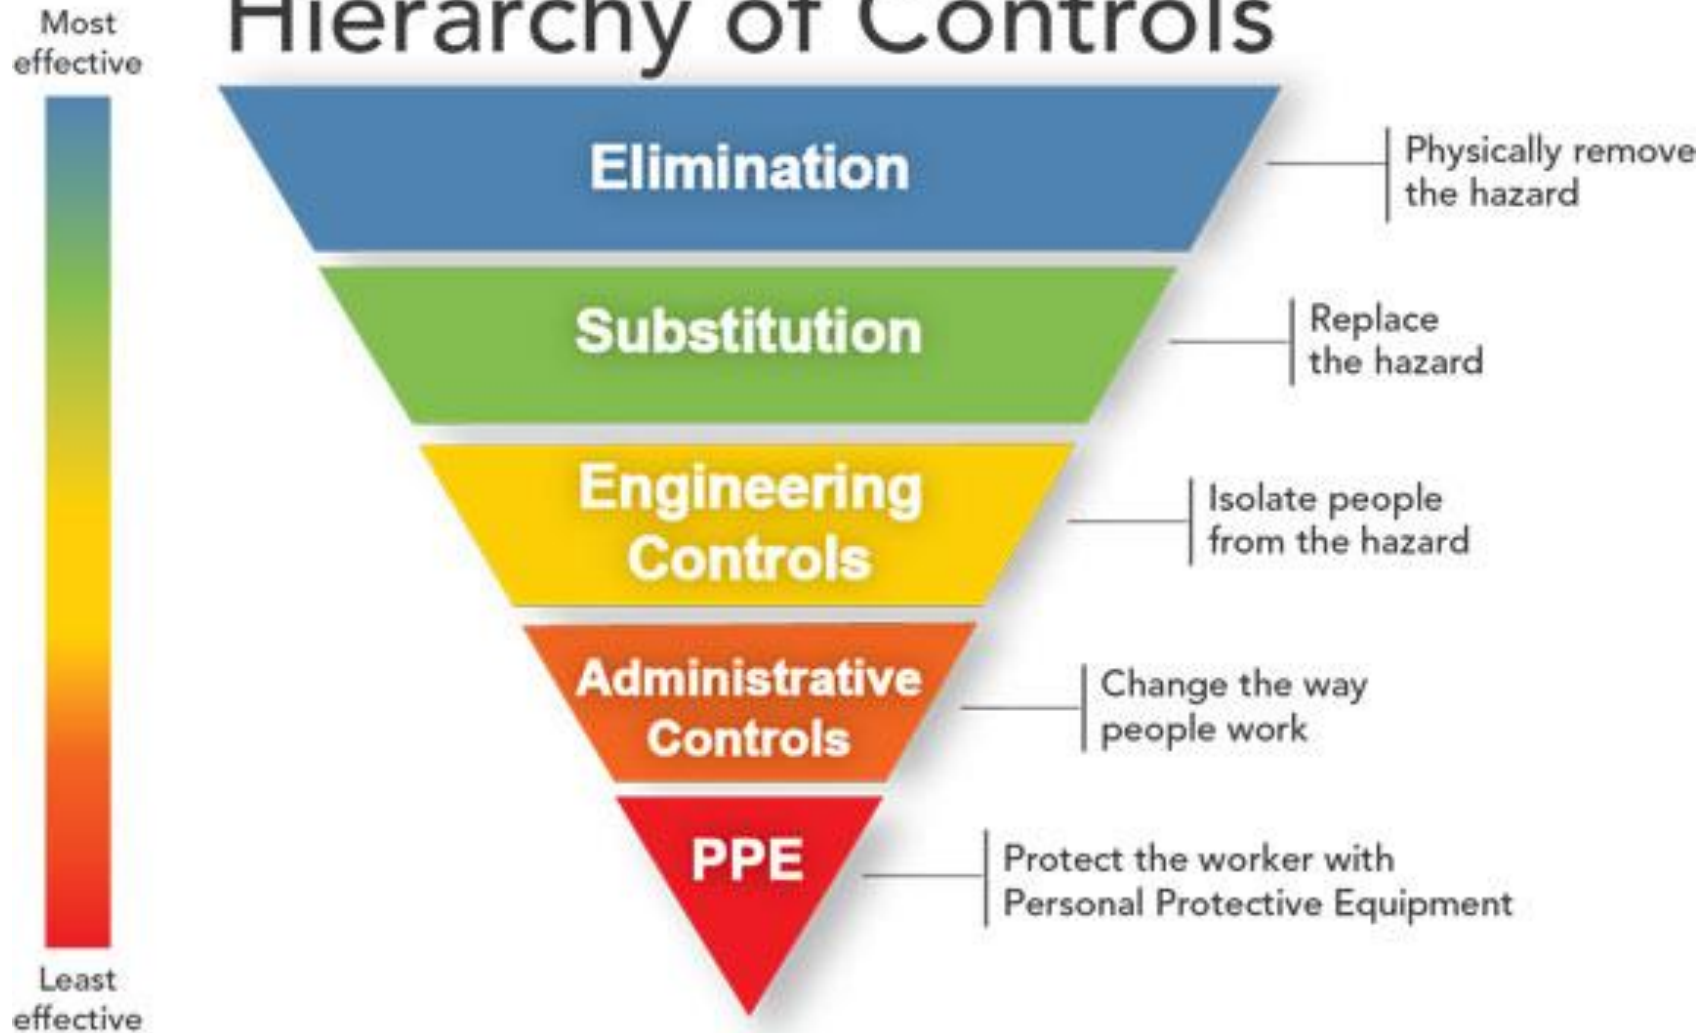 Hierarchy of Controls
Most
effective
Elimination
Physically remove
the hazard
Substitution
Replace
the hazard
Engineering
Controls
Isolate people
from the hazard
Administrative
Controls
Change the way
people work
PPE
Protect the worker with
Personal Protective Equipment
Least
effective